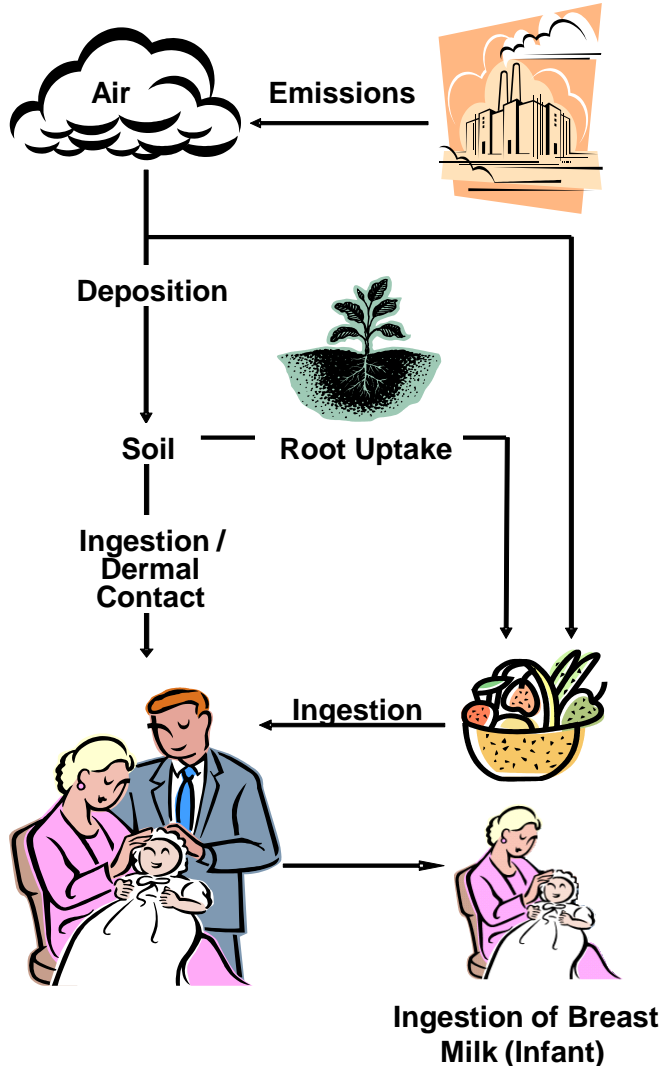 Air
Emissions
Deposition
Soil
Root Uptake
Ingestion /
Dermal
Contact
Ingestion
Ingestion of Breast
Milk (Infant)